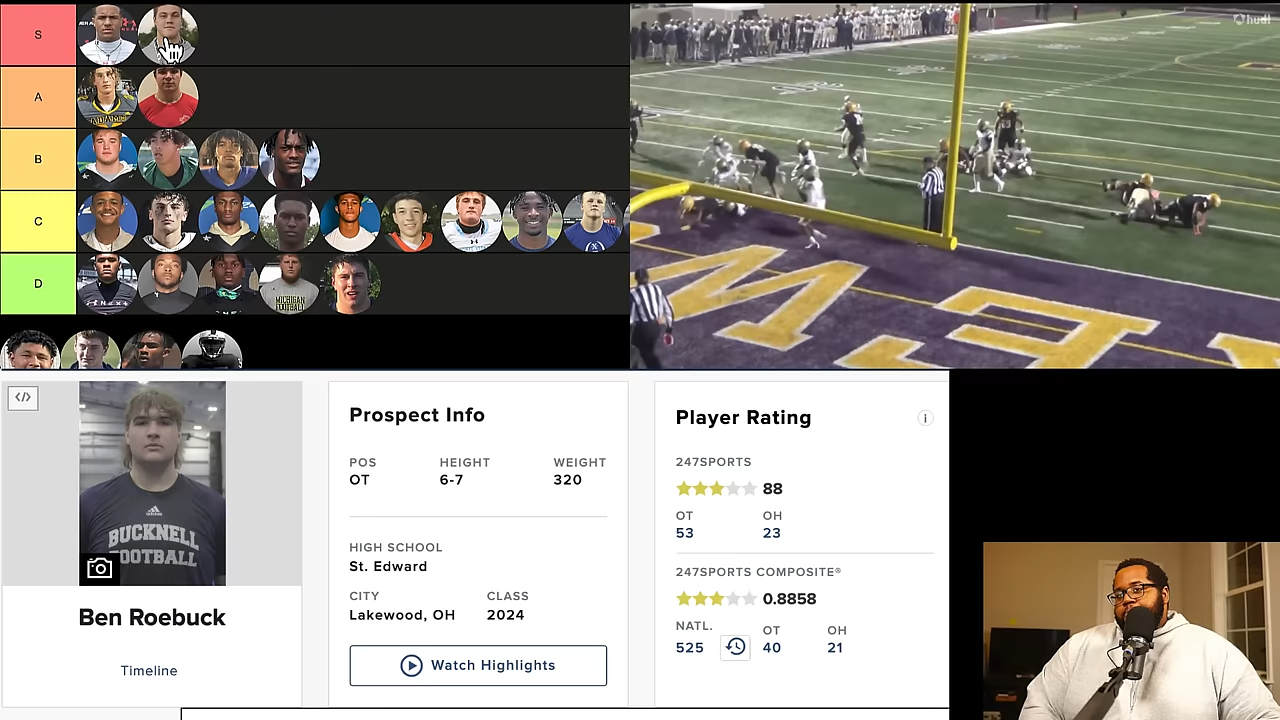 S
A
B
C
D
MICHIGAN
FOOTBALL
hudl
</>
BUCKNELL
FOOTBALL
Ben Roebuck
Timeline
Prospect Info
POS HEIGHT WEIGHT
OT 6-7 320
HIGH SCHOOL
St. Edward
CITY CLASS
Lakewood, OH 2024
Watch Highlights
Player Rating
i
247SPORTS
88
OT OH
53 23
247SPORTS COMPOSITE®
0.8858
NATL. OT OH
525 40 21